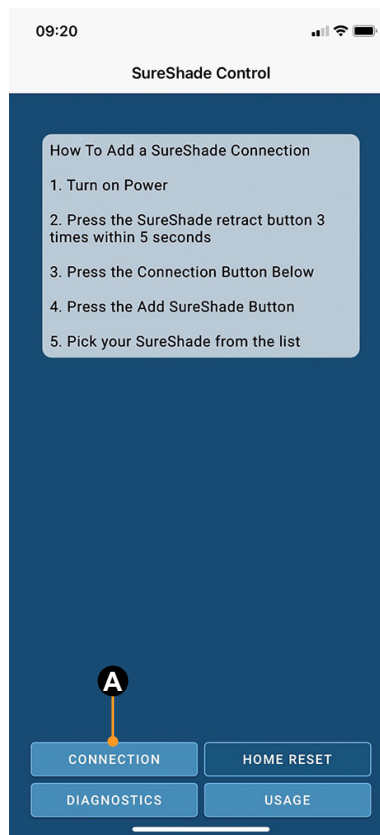 09:20
SureShade Control
How To Add a SureShade Connection
1. Turn on Power
2. Press the SureShade retract button 3
times within 5 seconds
3. Press the Connection Button Below
4. Press the Add SureShade Button
5. Pick your SureShade from the list
A
CONNECTION
HOME RESET
DIAGNOSTICS
USAGE